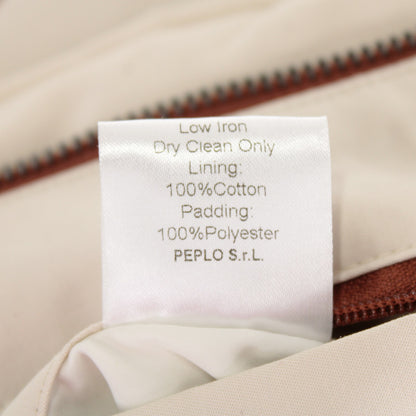 Low Iron
Dry Clean Only
Lining:
100%Cotton
Padding:
100%Polyester
PEPLO S.r.L.